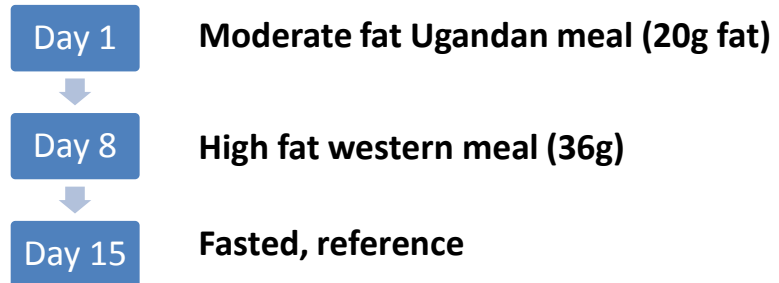 Day 1 Moderate fat Ugandan meal (20g fat)
Day 8 High fat western meal (36g)
Day 15 Fasted, reference